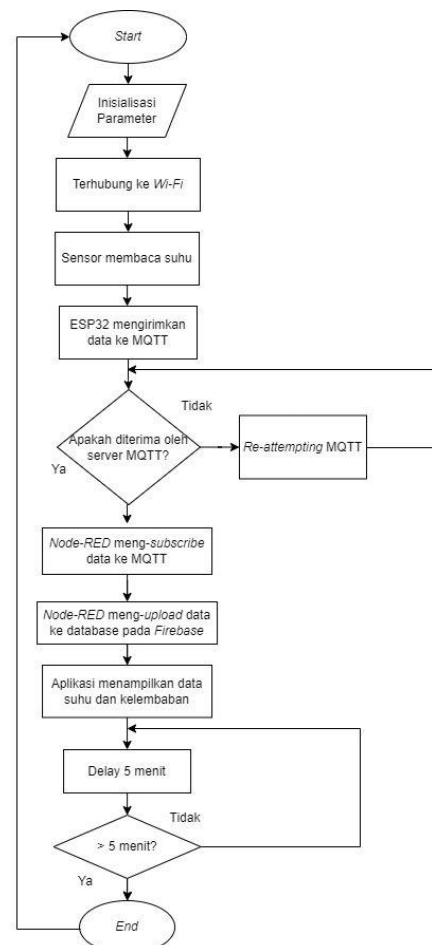 Start
Inisialisasi
Parameter
Terhubung ke Wi-Fi
Sensor membaca suhu
ESP32 mengirimkan
data ke MQTT
Tidak
Apakah diterima oleh
server MQTT?
Ya
Re-attempting MQTT
Node-RED meng-subscribe
data ke MQTT
Node-RED meng-upload data
ke database pada Firebase
Aplikasi menampilkan data
suhu dan kelembaban
Delay 5 menit
Tidak
> 5 menit?
Ya
End